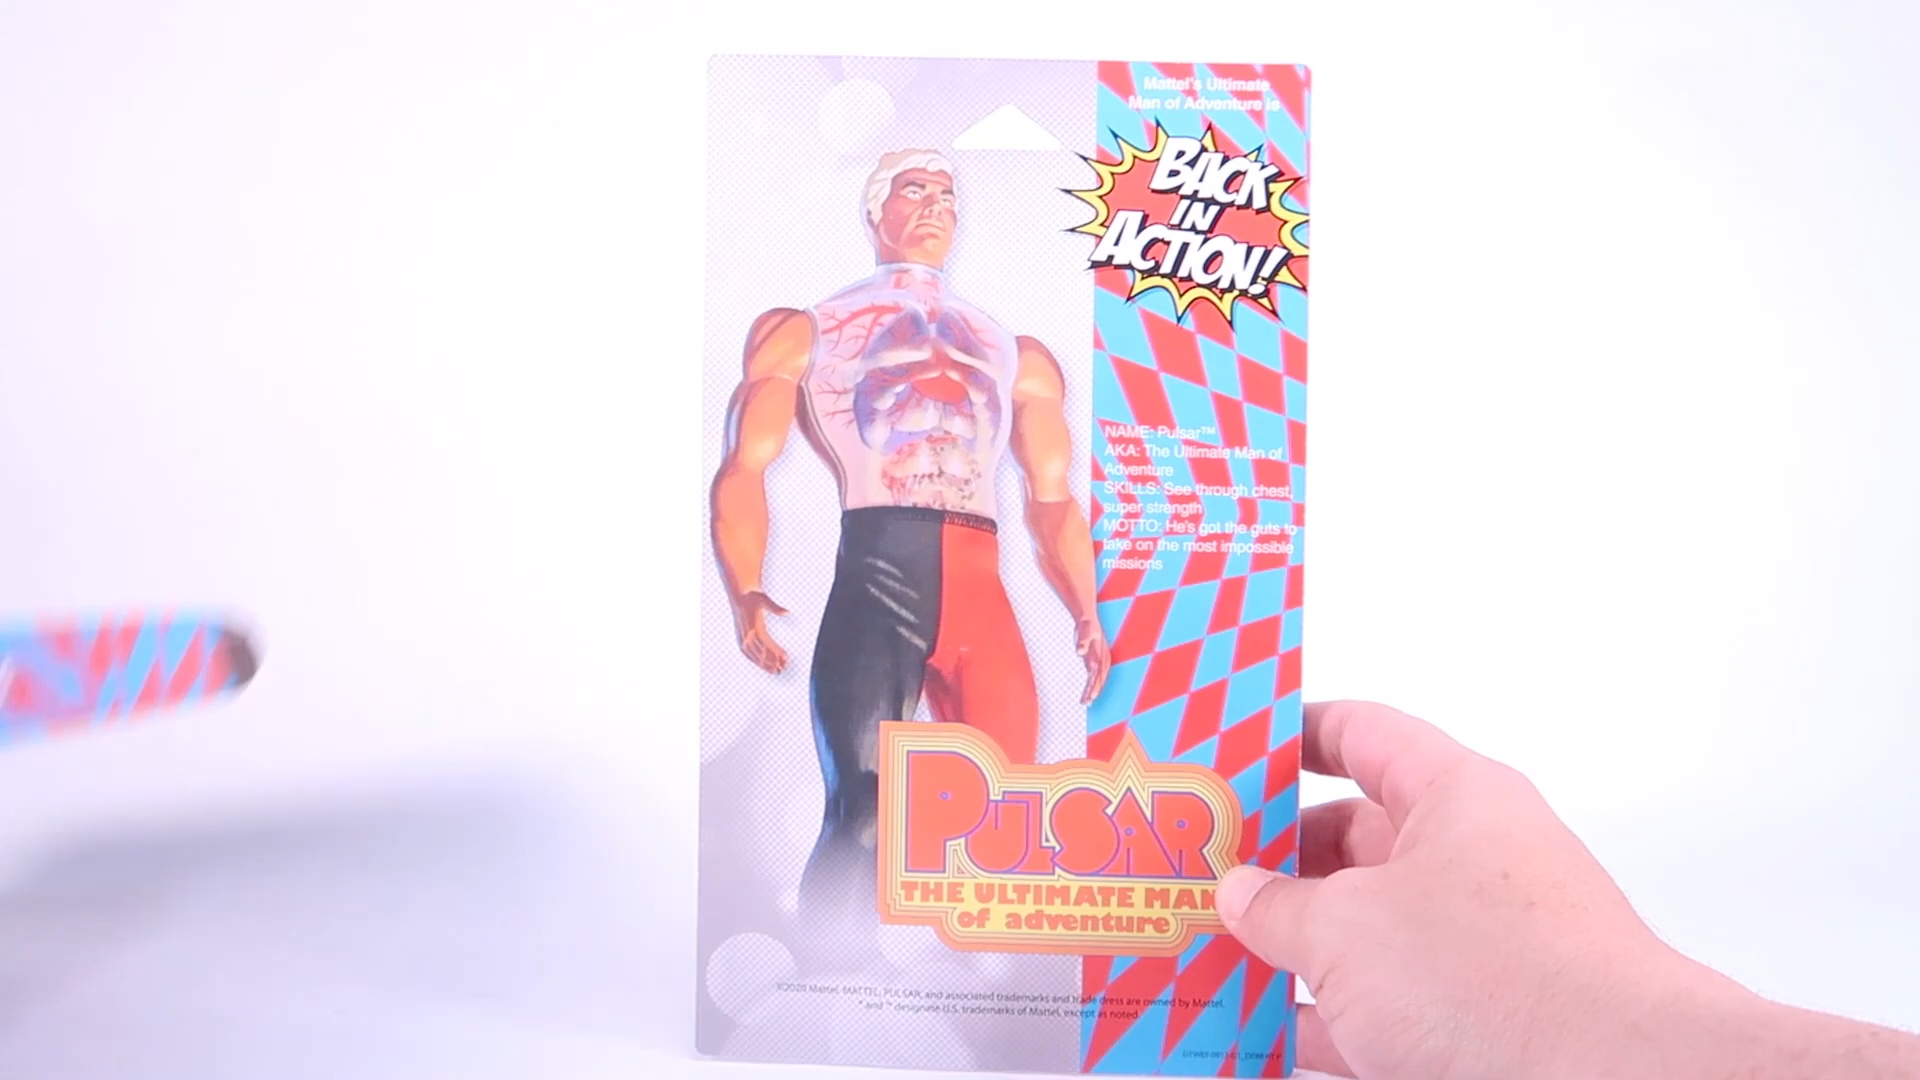 Mattel's Ultimate
Man of Adventure is
BACK
IN
ACTION!
NAME: Pulsar™
AKA: The Ultimate Man of
Adventure
SKILLS: See through chest,
super strength
MOTTO: He's got the guts to
take on the most impossible
missions
PULSAR
THE ULTIMATE MAN
of adventure
©2020 Mattel. MATTEL, PULSAR, and associated trademarks and trade dress are owned by Mattel.
® and ™ designate U.S. trademarks of Mattel, except as noted.